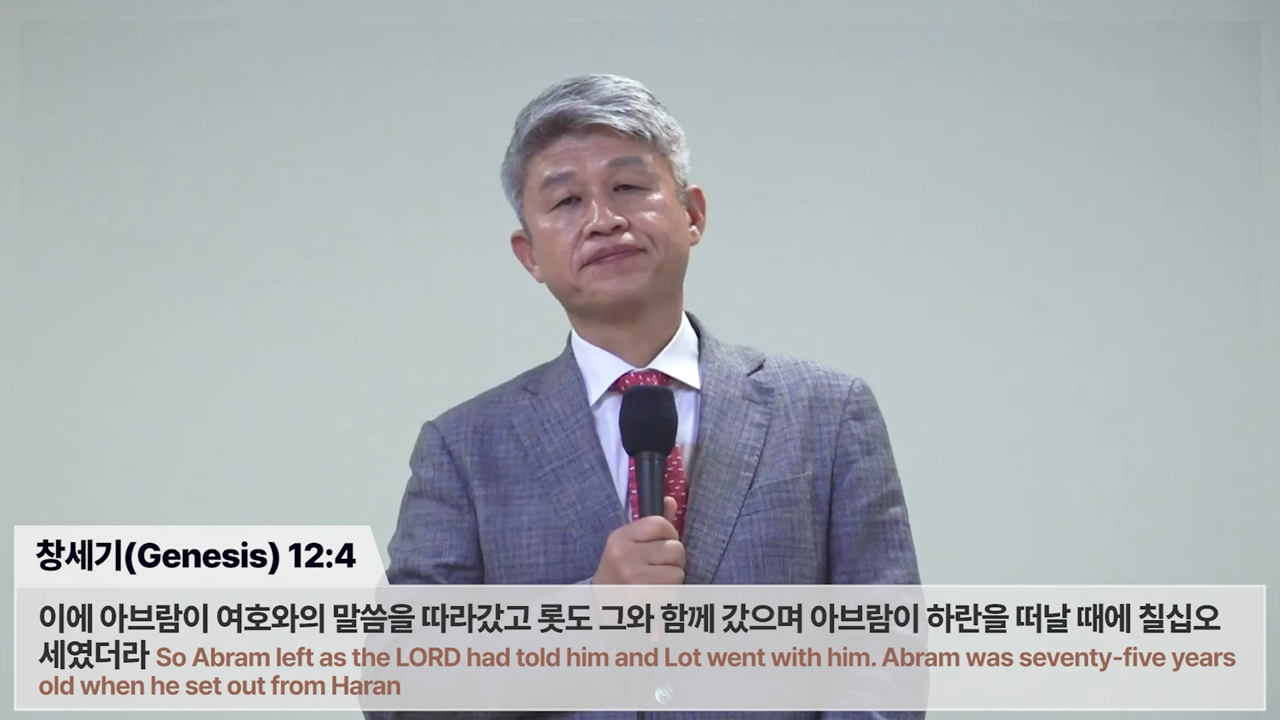 창세기(Genesis) 12:4
이에 아브람이 여호와의 말씀을 따라갔고 롯도 그와 함께 갔으며 아브람이 하란을 떠날 때에 칠십오
세였더라 So Abram left as the LORD had told him and Lot went with him. Abram was seventy-five years
old when he set out from Haran